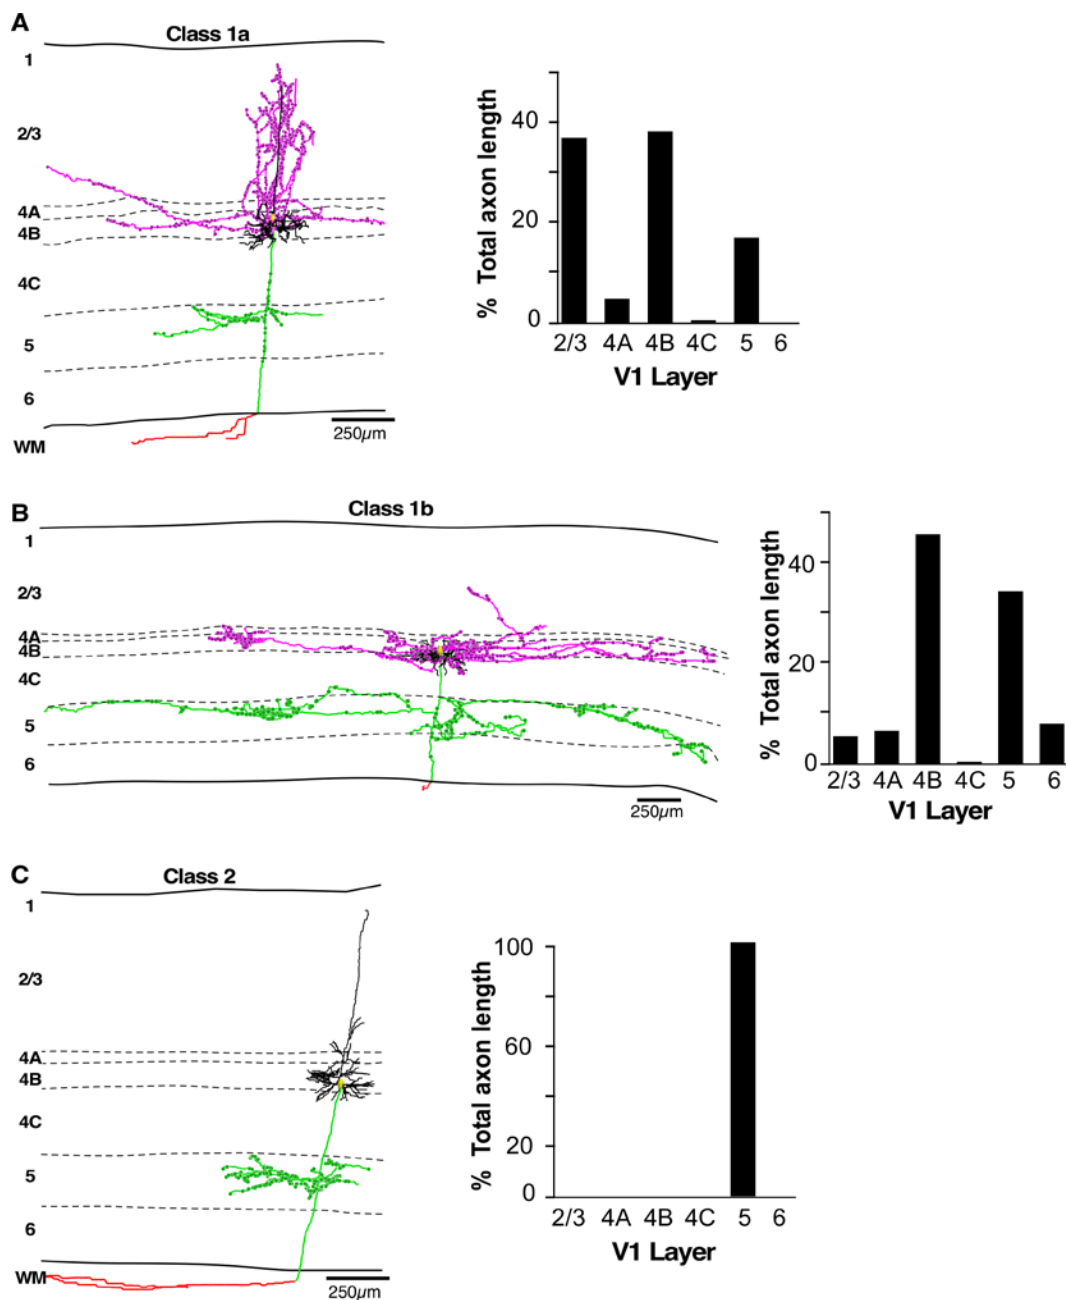 A
Class 1a
1
2/3
4A
4B
4C
5
6
WM
250µm
% Total axon length
40
20
0
2/3 4A 4B 4C 5 6
V1 Layer
B
Class 1b
1
2/3
4A
4B
4C
5
6
250µm
% Total axon length
40
20
0
2/3 4A 4B 4C 5 6
V1 Layer
C
Class 2
1
2/3
4A
4B
4C
5
6
WM
250µm
% Total axon length
100
60
20
0
2/3 4A 4B 4C 5 6
V1 Layer